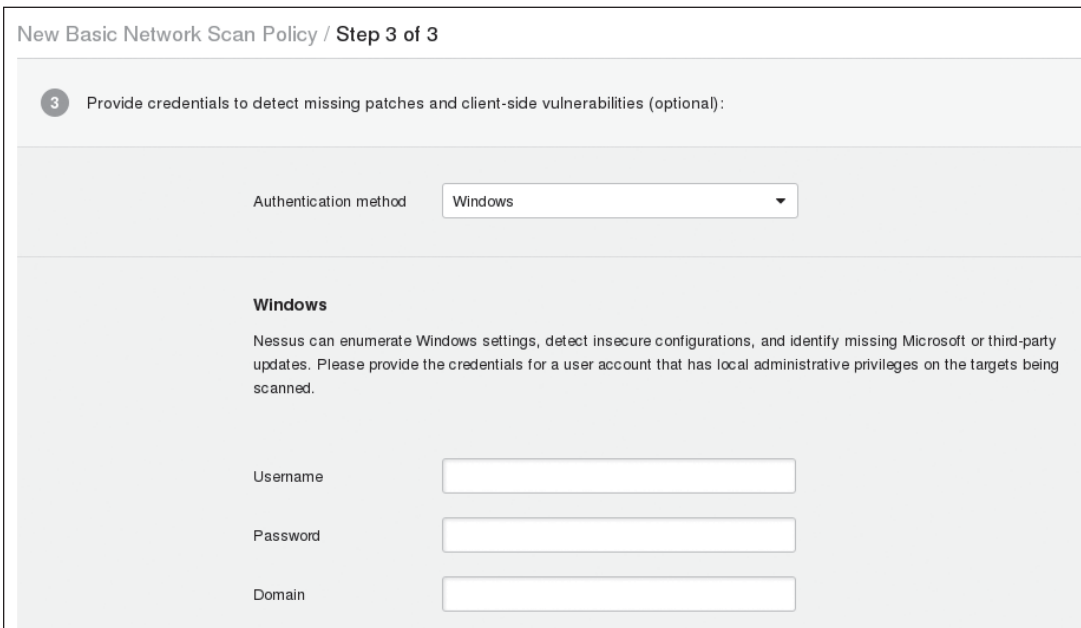 New Basic Network Scan Policy / Step 3 of 3
3 Provide credentials to detect missing patches and client-side vulnerabilities (optional):
Authentication method Windows
Windows
Nessus can enumerate Windows settings, detect insecure configurations, and identify missing Microsoft or third-party
updates. Please provide the credentials for a user account that has local administrative privileges on the targets being
scanned.
Username
Password
Domain